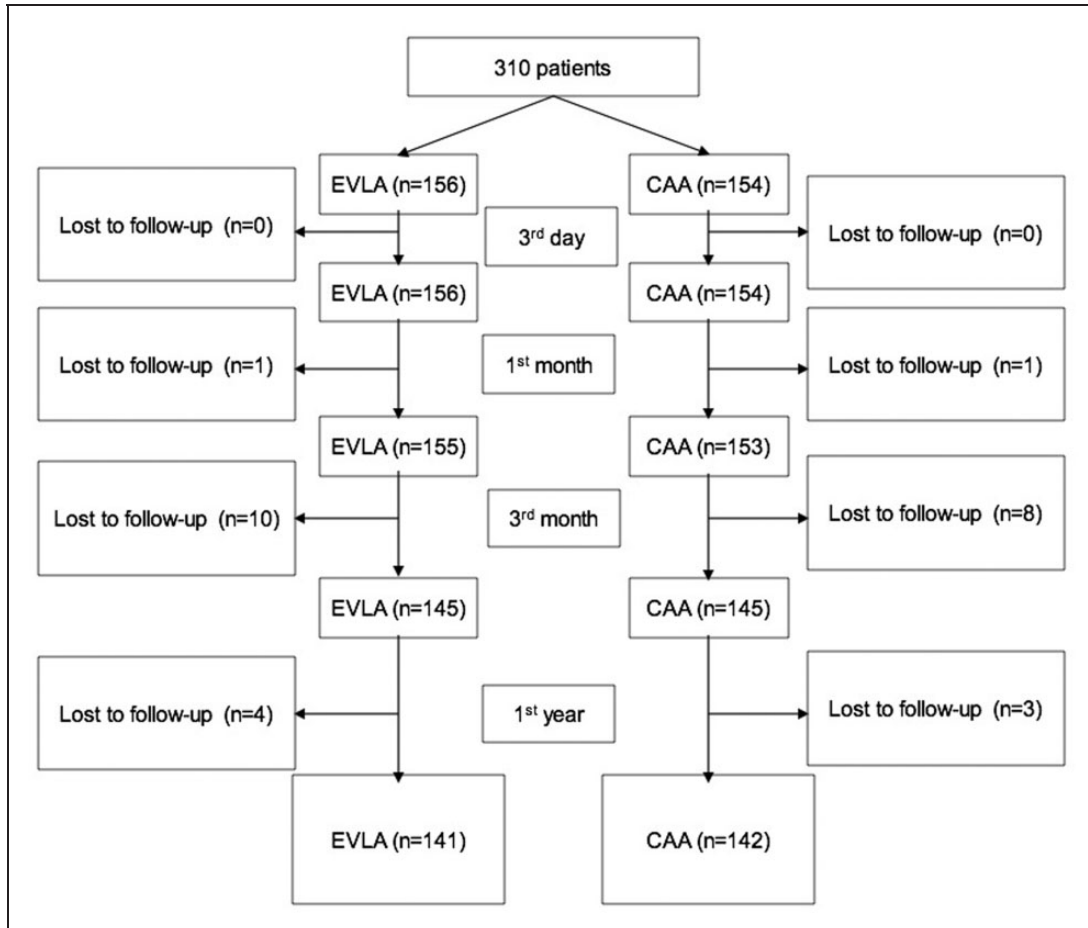 310 patients
EVLA (n=156)
CAA (n=154)
Lost to follow-up (n=0)
3rd day
Lost to follow-up (n=0)
EVLA (n=156)
CAA (n=154)
Lost to follow-up (n=1)
1st month
Lost to follow-up (n=1)
EVLA (n=155)
CAA (n=153)
Lost to follow-up (n=10)
3rd month
Lost to follow-up (n=8)
EVLA (n=145)
CAA (n=145)
Lost to follow-up (n=4)
1st year
Lost to follow-up (n=3)
EVLA (n=141)
CAA (n=142)